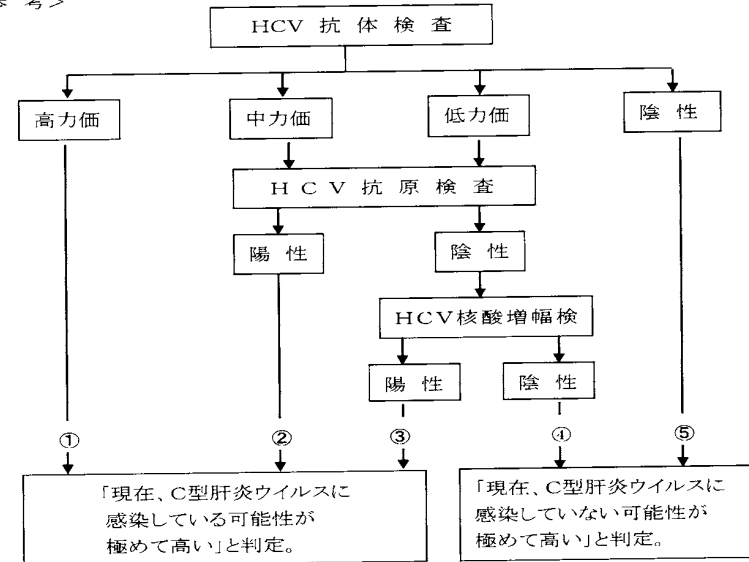 考>
HCV 抗 体 検 査
高力価
中力価
低力価
陰 性
H C V 抗 原 検 査
陽 性
陰 性
HCV核酸増幅検
陽 性
陰 性
①
②
③
④
⑤
「現在、C型肝炎ウイルスに
感染している可能性が
極めて高い」と判定。
「現在、C型肝炎ウイルスに
感染していない可能性が
極めて高い」と判定。